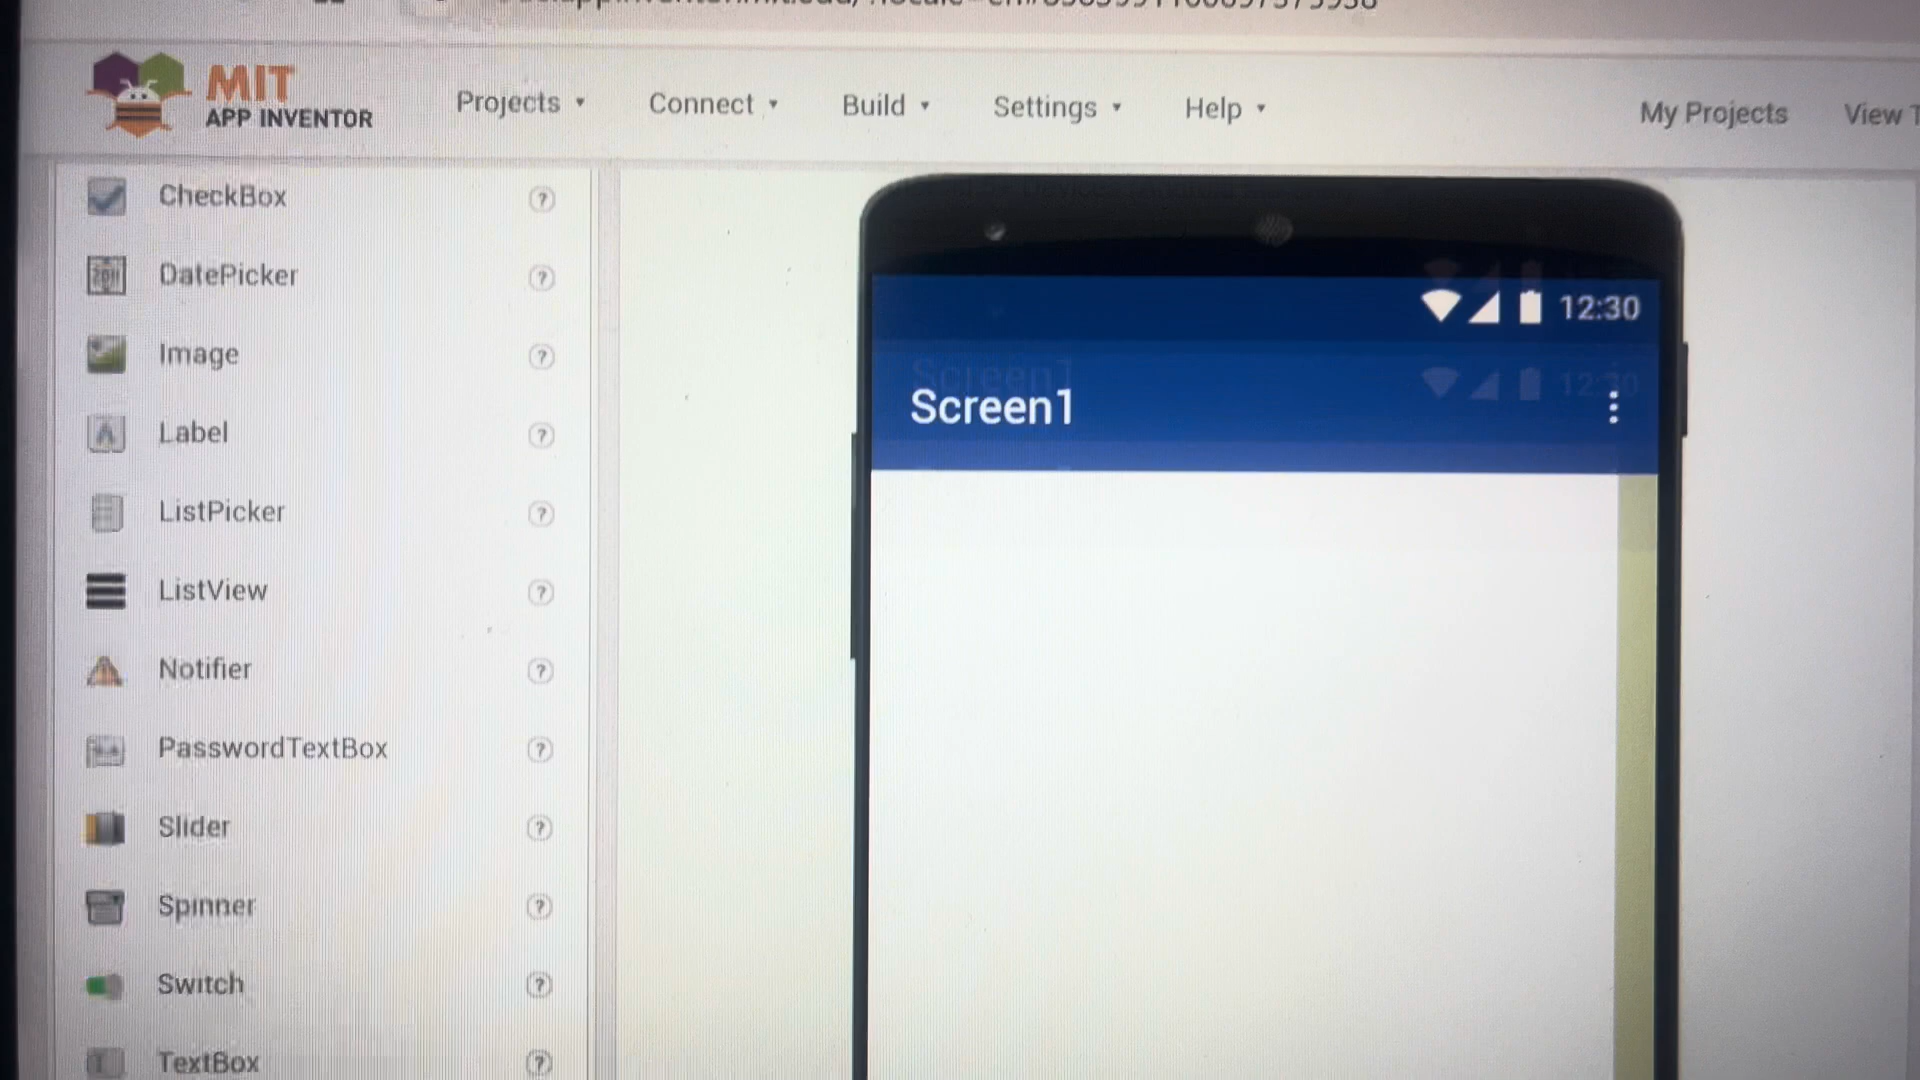 MIT
APP INVENTOR
Projects
Connect
Build
Settings
Help
My Projects
View
CheckBox
DatePicker
Image
Label
ListPicker
ListView
Notifier
PasswordTextBox
Slider
Spinner
Switch
TextBox
12:30
Screen1